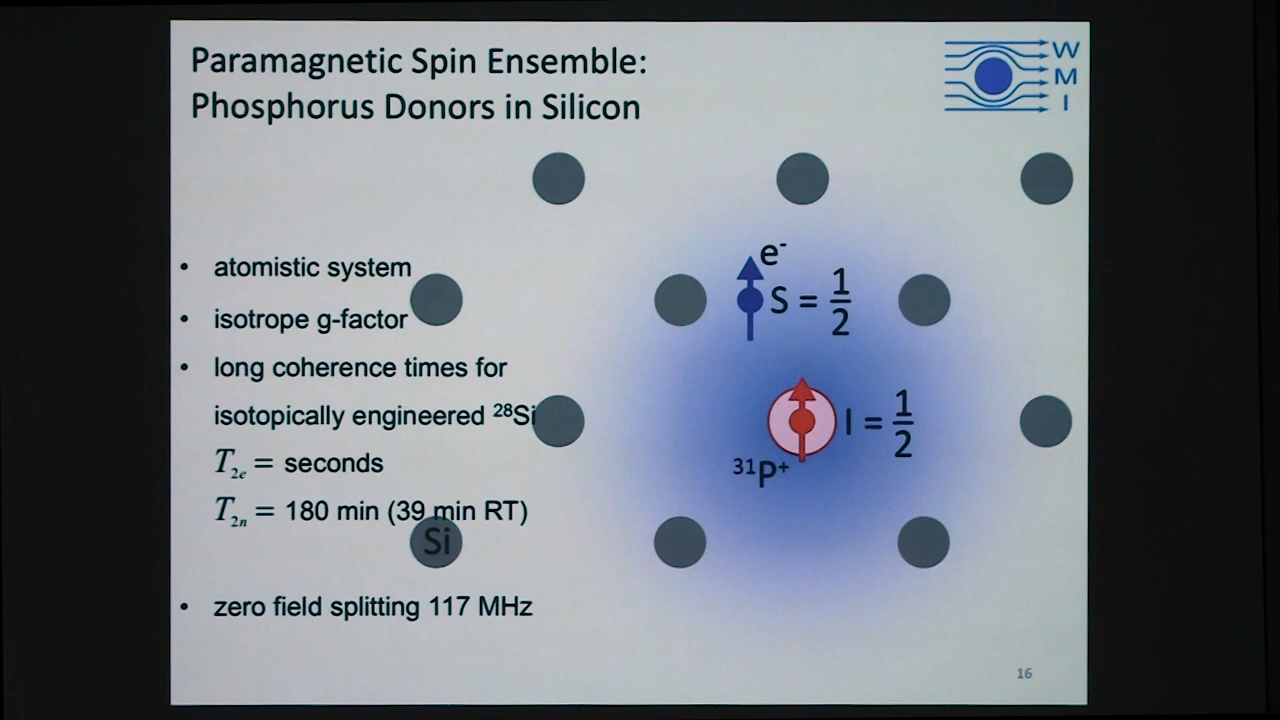 Paramagnetic Spin Ensemble:
Phosphorus Donors in Silicon
W
M
I
• atomistic system
• isotrope g-factor
• long coherence times for
isotopically engineered ²⁸Si
T₂ₑ = seconds
T₂ₙ = 180 min (39 min RT)
• zero field splitting 117 MHz
e⁻
S = 1/2
I = 1/2
³¹P⁺
Si
16